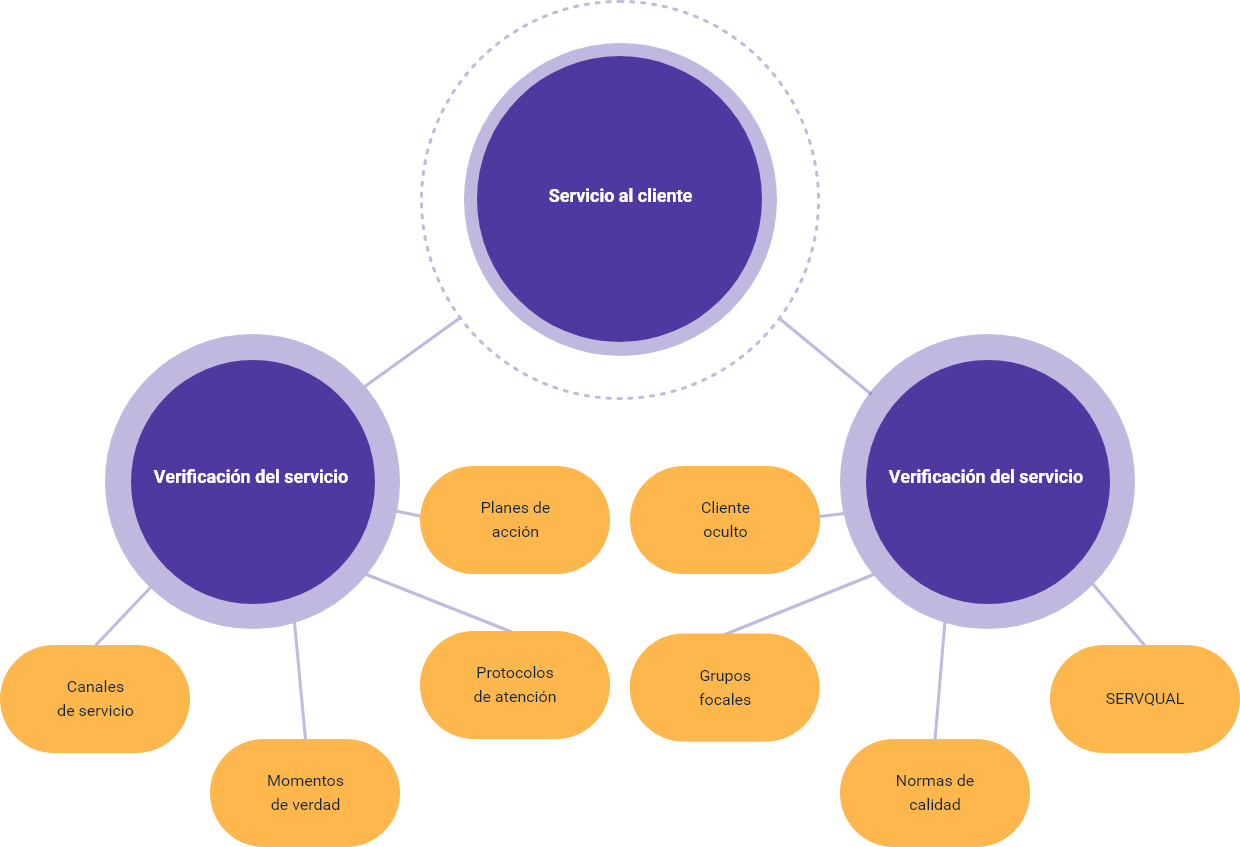 Servicio al cliente
Verificación del servicio
Verificación del servicio
Planes de
acción
Cliente
oculto
Canales
de servicio
Protocolos
de atención
Grupos
focales
SERVQUAL
Momentos
de verdad
Normas de
calidad